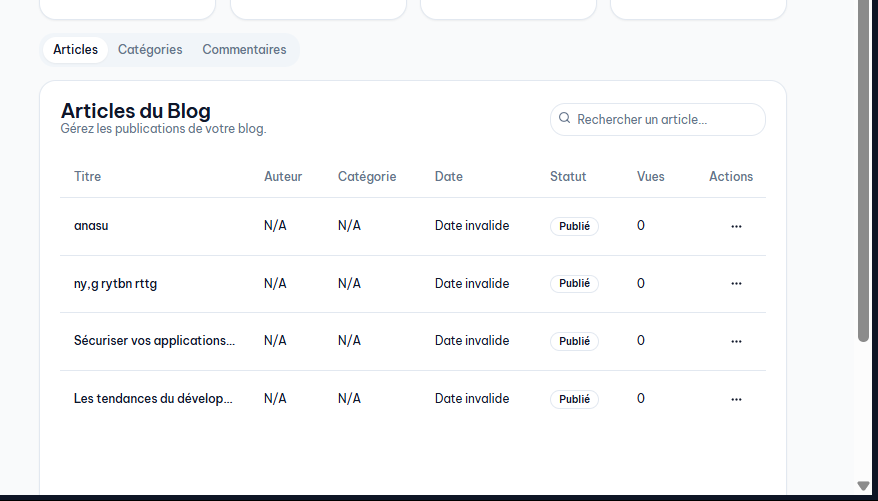 Articles Catégories Commentaires
Articles du Blog
Gérez les publications de votre blog.
Rechercher un article...
Titre Auteur Catégorie Date Statut Vues Actions
anasu N/A N/A Date invalide Publié 0 ...
ny,g rytbn rttg N/A N/A Date invalide Publié 0 ...
Sécuriser vos applications... N/A N/A Date invalide Publié 0 ...
Les tendances du dévelop... N/A N/A Date invalide Publié 0 ...